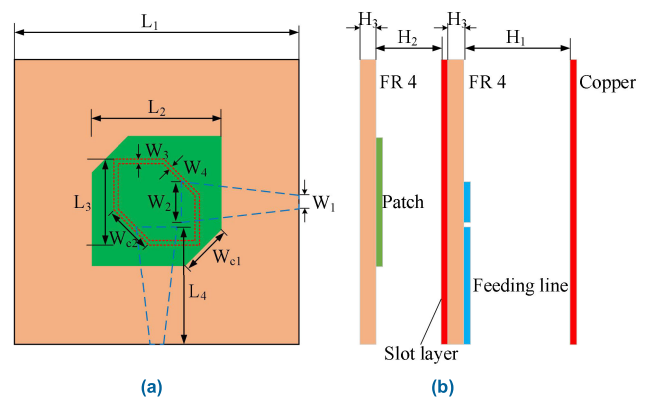 L1
L2
W3
W4
L3
W2
W1
Wc2
Wc1
L4
(a)
H3
H3
H2
H1
FR 4
FR 4
Copper
Patch
Feeding line
Slot layer
(b)